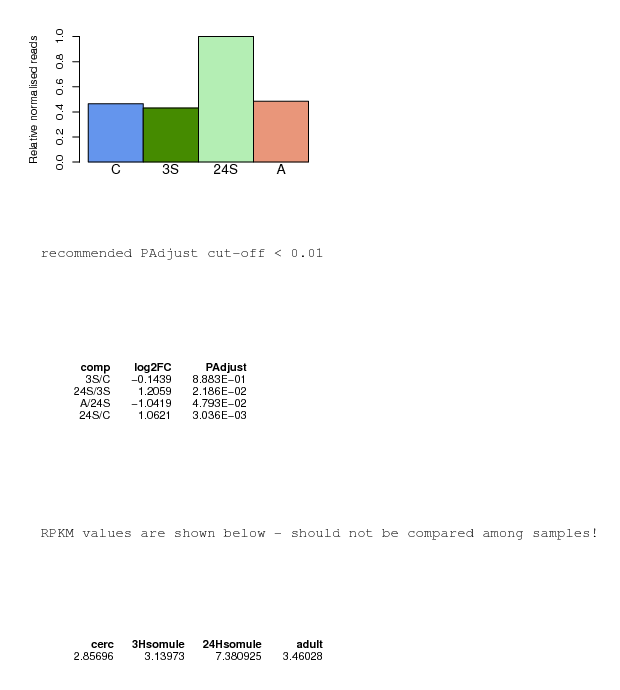 Relative normalised reads
1.0
0.8
0.6
0.4
0.2
0.0
C 3S 24S A
recommended PAdjust cut-off < 0.01
comp log2FC PAdjust
3S/C −0.1439 8.883E−01
24S/3S 1.2059 2.186E−02
A/24S −1.0419 4.793E−02
24S/C 1.0621 3.036E−03
RPKM values are shown below - should not be compared among samples!
cerc 3Hsomule 24Hsomule adult
2.85696 3.13973 7.380925 3.46028